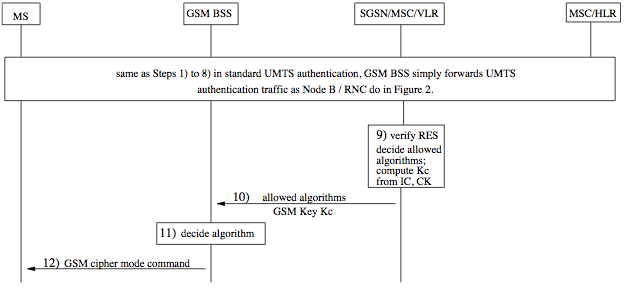 MS
GSM BSS
SGSN/MSC/VLR
MSC/HLR
same as Steps 1) to 8) in standard UMTS authentication, GSM BSS simply forwards UMTS
authentication traffic as Node B / RNC do in Figure 2.
9) verify RES
decide allowed
algorithms;
compute Kc
from IC, CK
10) allowed algorithms
GSM Key Kc
11) decide algorithm
12) GSM cipher mode command